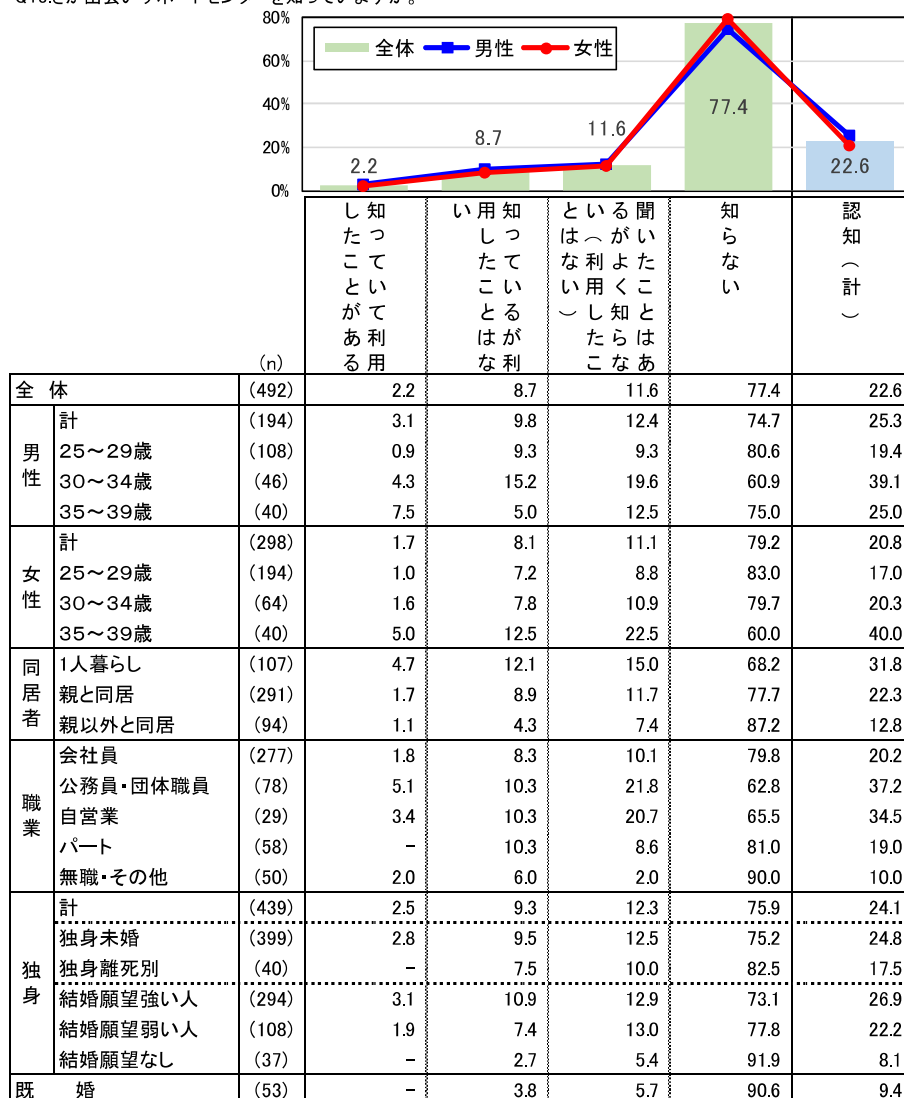 80%
60%
40%
20%
0%
全体 男性 女性
2.2
8.7
11.6
77.4
22.6
(n)
知っていて利用したことがある
知っているが利用したことはない
聞いたことはあるがよく知らない（利用したことはない）
知らない
認知（計）
全 体 (492) 2.2 8.7 11.6 77.4 22.6
男性
計 (194) 3.1 9.8 12.4 74.7 25.3
25～29歳 (108) 0.9 9.3 9.3 80.6 19.4
30～34歳 (46) 4.3 15.2 19.6 60.9 39.1
35～39歳 (40) 7.5 5.0 12.5 75.0 25.0
女性
計 (298) 1.7 8.1 11.1 79.2 20.8
25～29歳 (194) 1.0 7.2 8.8 83.0 17.0
30～34歳 (64) 1.6 7.8 10.9 79.7 20.3
35～39歳 (40) 5.0 12.5 22.5 60.0 40.0
同居者
1人暮らし (107) 4.7 12.1 15.0 68.2 31.8
親と同居 (291) 1.7 8.9 11.7 77.7 22.3
親以外と同居 (94) 1.1 4.3 7.4 87.2 12.8
職業
会社員 (277) 1.8 8.3 10.1 79.8 20.2
公務員・団体職員 (78) 5.1 10.3 21.8 62.8 37.2
自営業 (29) 3.4 10.3 20.7 65.5 34.5
パート (58) － 10.3 8.6 81.0 19.0
無職・その他 (50) 2.0 6.0 2.0 90.0 10.0
独身
計 (439) 2.5 9.3 12.3 75.9 24.1
独身未婚 (399) 2.8 9.5 12.5 75.2 24.8
独身離死別 (40) － 7.5 10.0 82.5 17.5
結婚願望強い人 (294) 3.1 10.9 12.9 73.1 26.9
結婚願望弱い人 (108) 1.9 7.4 13.0 77.8 22.2
結婚願望なし (37) － 2.7 5.4 91.9 8.1
既 婚 (53) － 3.8 5.7 90.6 9.4